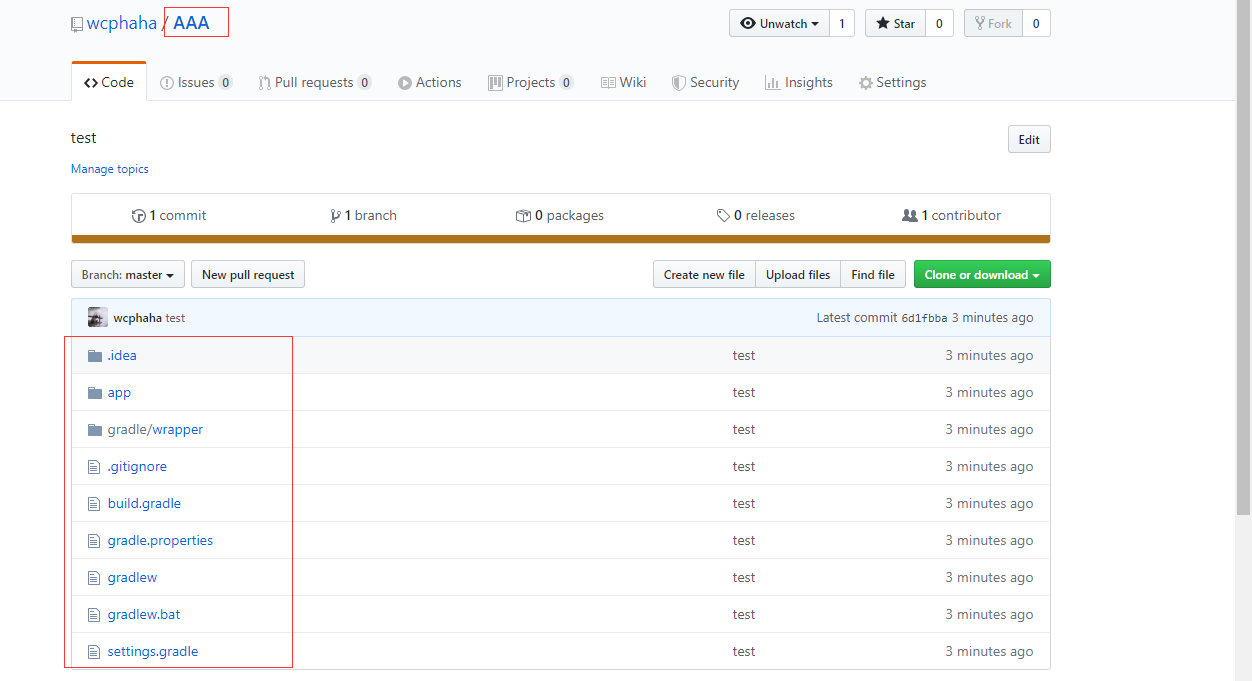 wcphaha / AAA Unwatch 1 Star 0 Fork 0
Code Issues 0 Pull requests 0 Actions Projects 0 Wiki Security Insights Settings
test Edit
Manage topics
1 commit 1 branch 0 packages 0 releases 1 contributor
Branch: master New pull request Create new file Upload files Find file Clone or download
wcphaha test Latest commit 6d1fbba 3 minutes ago
.idea test 3 minutes ago
app test 3 minutes ago
gradle/wrapper test 3 minutes ago
.gitignore test 3 minutes ago
build.gradle test 3 minutes ago
gradle.properties test 3 minutes ago
gradlew test 3 minutes ago
gradlew.bat test 3 minutes ago
settings.gradle test 3 minutes ago